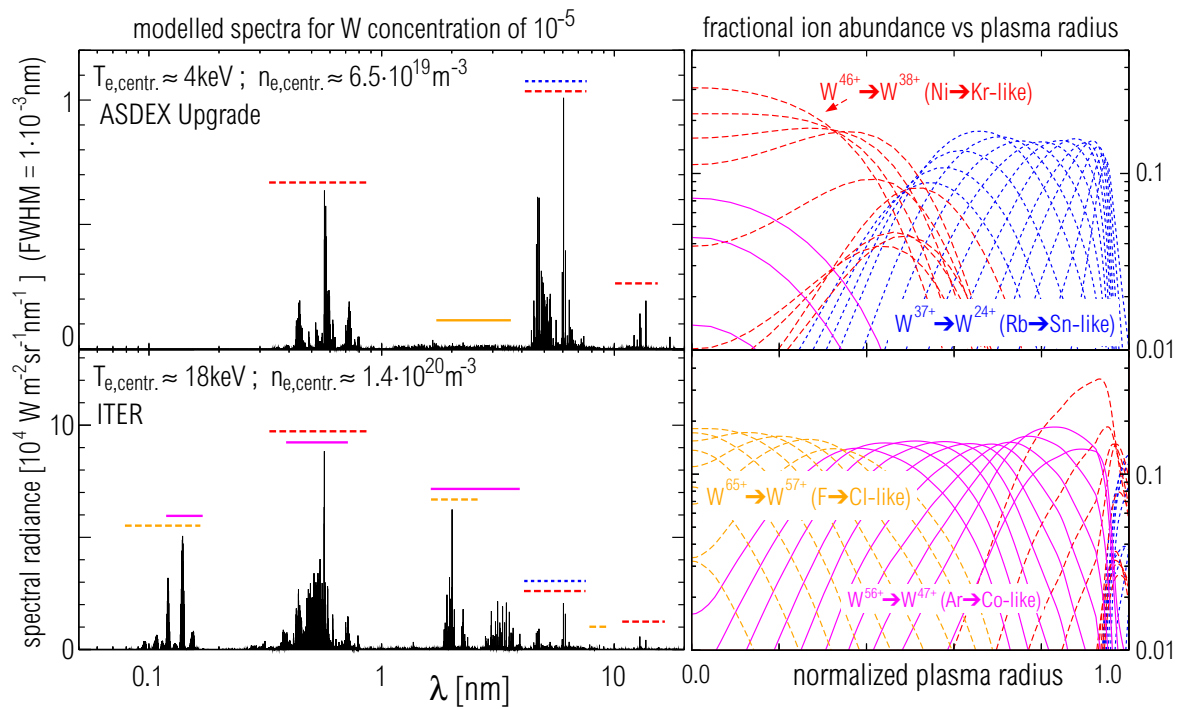 modelled spectra for W concentration of 10⁻⁵
fractional ion abundance vs plasma radius
T_e,centr. ≈ 4keV ; n_e,centr. ≈ 6.5·10¹⁹m⁻³
ASDEX Upgrade
1
0
W⁴⁶⁺→W³⁸⁺ (Ni→Kr-like)
0.1
W³⁷⁺→W²⁴⁺ (Rb→Sn-like)
0.01
spectral radiance [10⁴ W m⁻²sr⁻¹nm⁻¹ ] (FWHM = 1·10⁻³nm)
T_e,centr. ≈ 18keV ; n_e,centr. ≈ 1.4·10²⁰m⁻³
ITER
10
0
0.1
1
10
λ [nm]
W⁶⁵⁺→W⁵⁷⁺ (F→Cl-like)
0.1
W⁵⁶⁺→W⁴⁷⁺ (Ar→Co-like)
0.01
0.0
normalized plasma radius
1.0